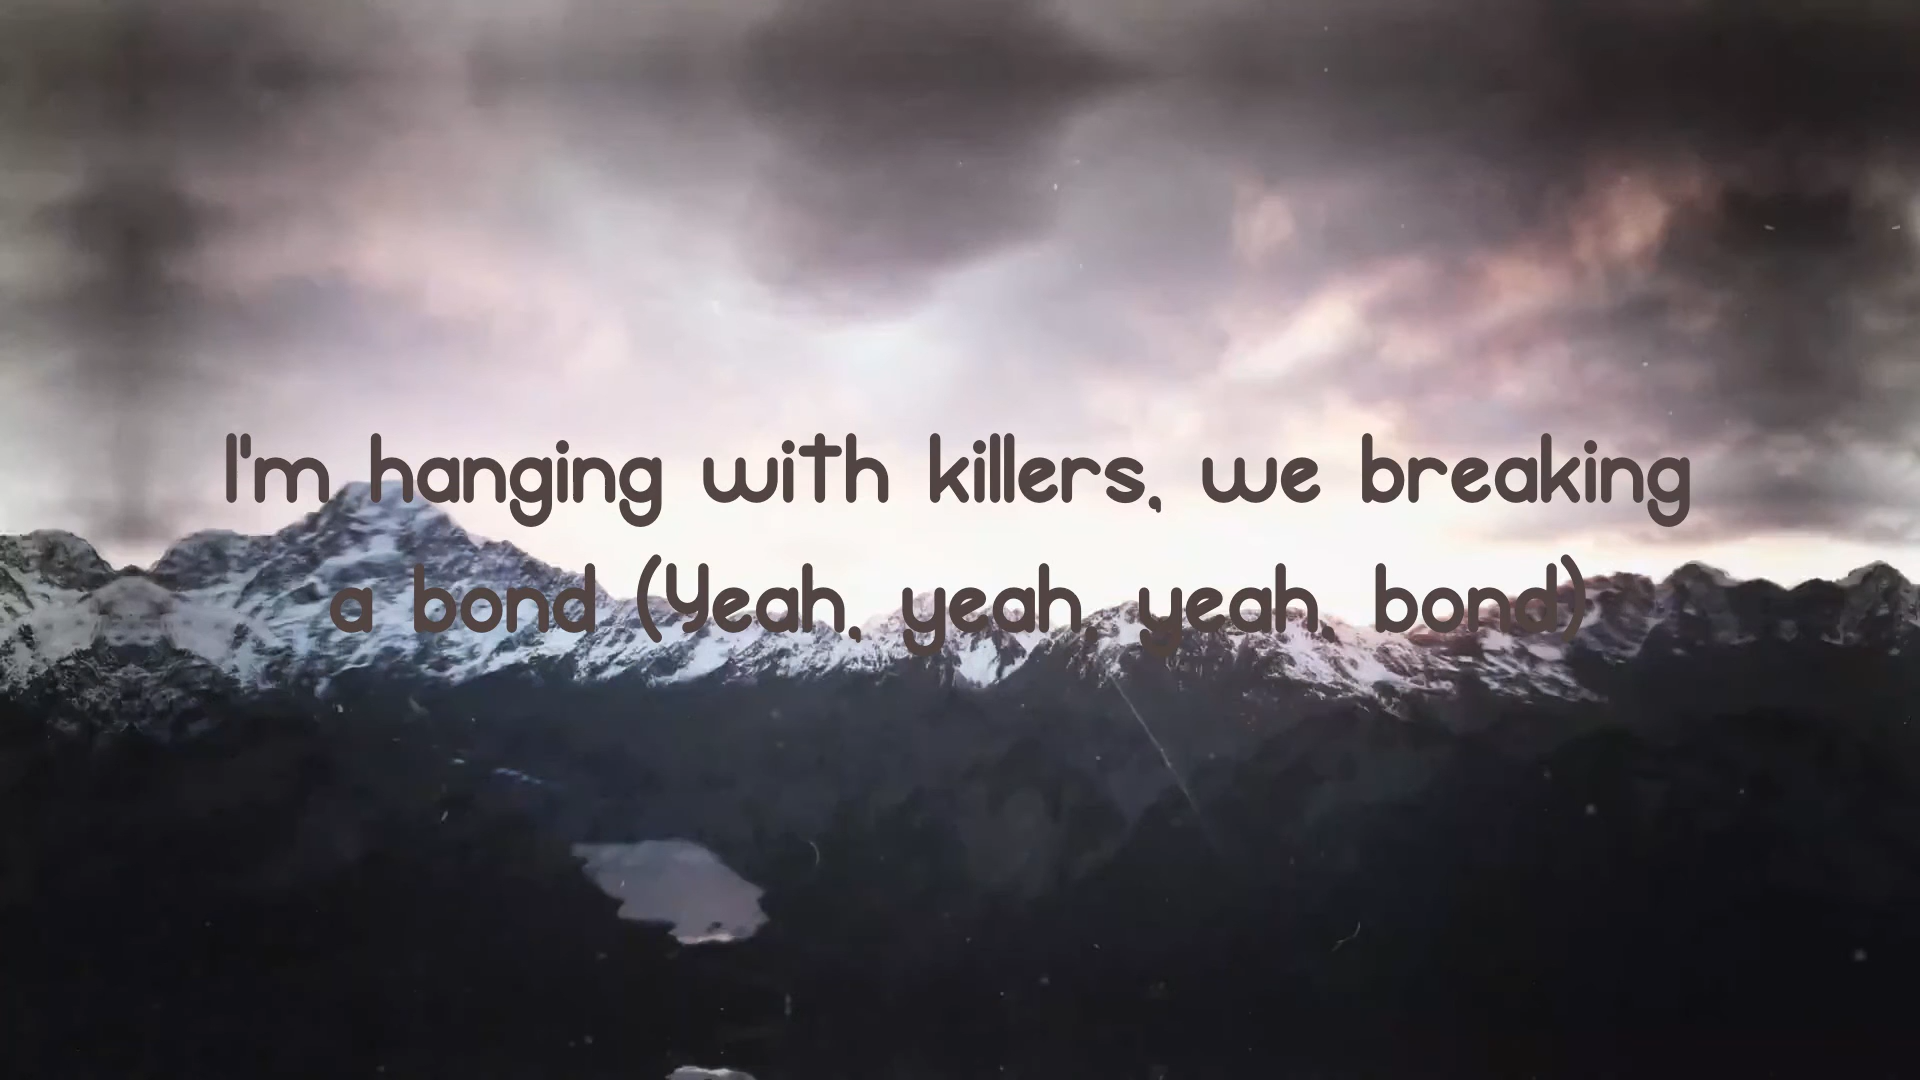 I'm hanging with killers, we breaking
a bond (Yeah, yeah, yeah, bond)